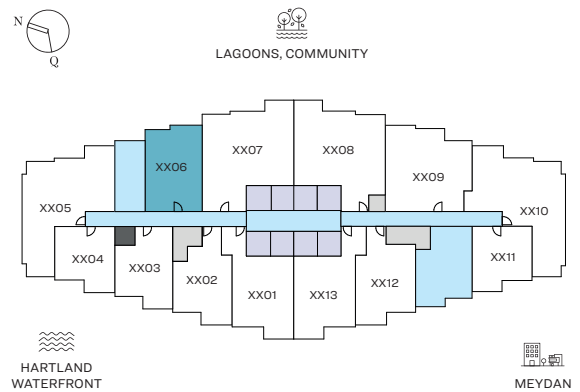 N
Q
LAGOONS, COMMUNITY
XX07
XX08
XX06
XX09
XX05
XX10
XX04
XX03
XX02
XX01
XX13
XX12
XX11
HARTLAND
WATERFRONT
MEYDAN